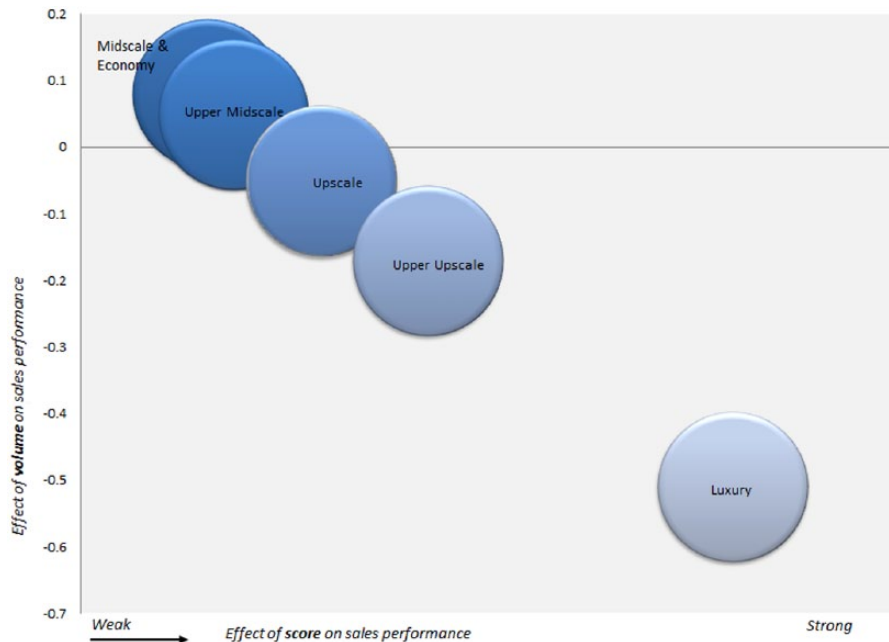 0.2
Midscale &
Economy
0.1
Upper Midscale
0
Upscale
-0.1
Upper Upscale
-0.2
-0.3
-0.4
Luxury
-0.5
-0.6
-0.7
Effect of volume on sales performance
Weak
Strong
Effect of score on sales performance